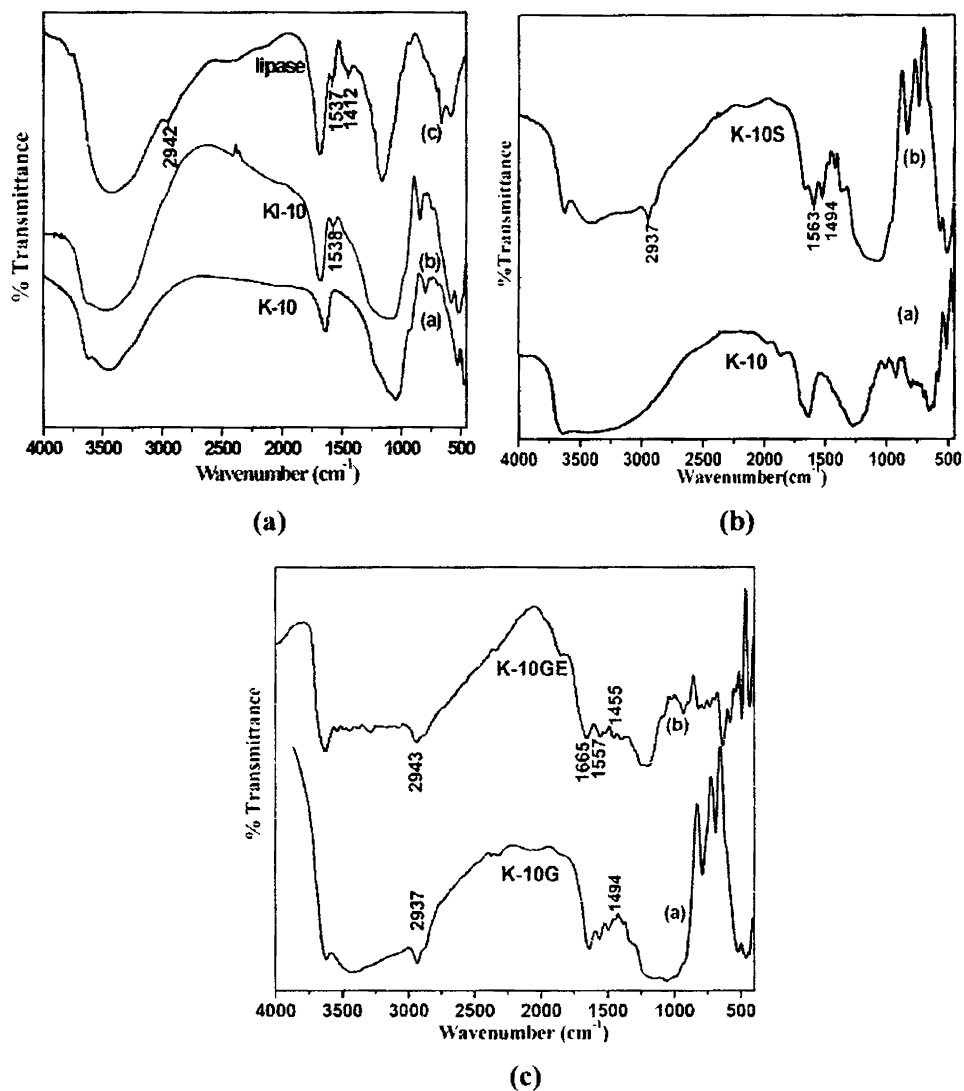 % Transmittance
lipase
2942
1537
1412
(c)
KI-10
1538
(b)
K-10
(a)
4000 3500 3000 2500 2000 1500 1000 500
Wavenumber (cm-1)
(a)
%Transmittance
K-10S
2937
1563
1494
(b)
K-10
(a)
4000 3500 3000 2500 2000 1500 1000 500
Wavenumber(cm-1)
(b)
% Transmittance
K-10GE
2943
1665
1557
1455
(b)
K-10G
2937
1494
(a)
4000 3500 3000 2500 2000 1500 1000 500
Wavenumber (cm-1)
(c)